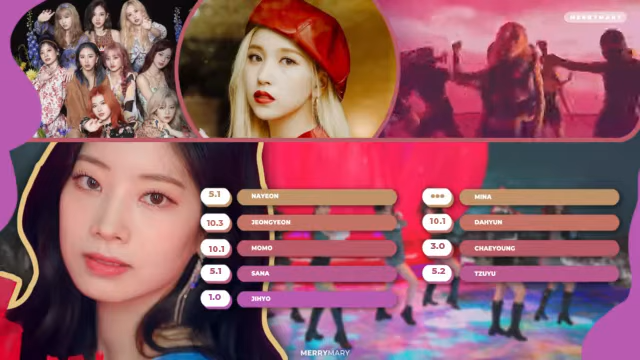 MERRYMARY
5.1 NAYEON
10.3 JEONGYEON
10.1 MOMO
5.1 SANA
1.0 JIHYO
••• MINA
10.1 DAHYUN
3.0 CHAEYOUNG
5.2 TZUYU
MERRYMARY